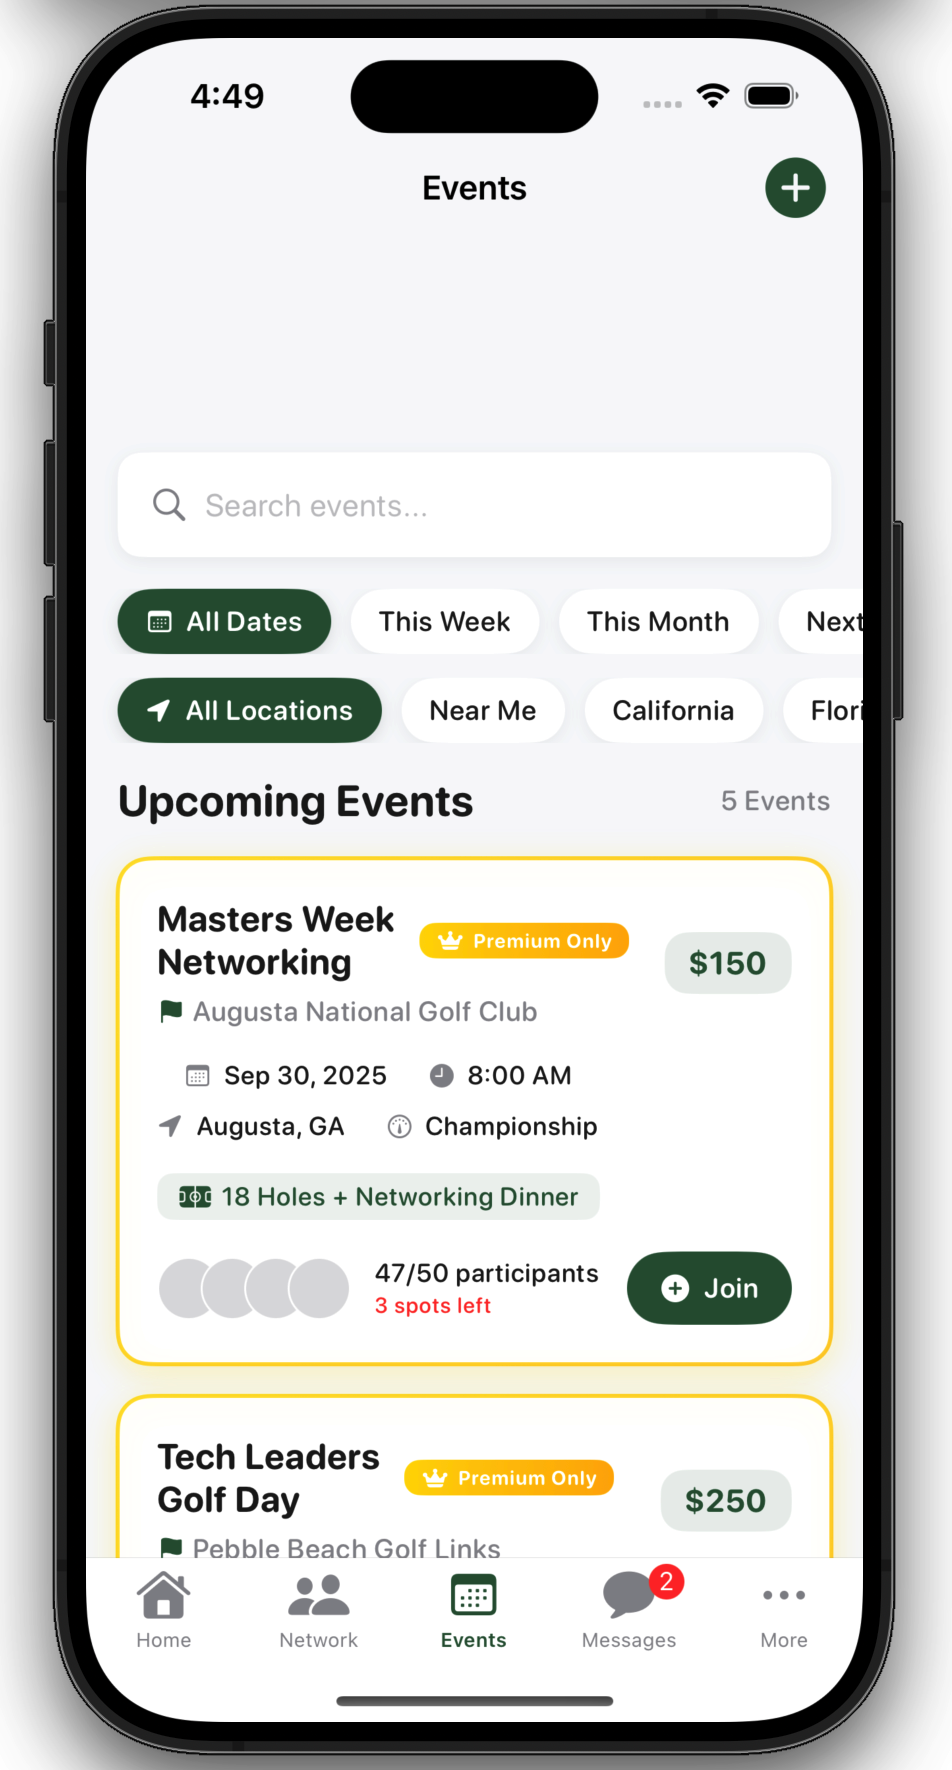 4:49
Events
Search events...
All Dates
This Week
This Month
Next
All Locations
Near Me
California
Flori
Upcoming Events
5 Events
Masters Week
Networking
Premium Only
$150
Augusta National Golf Club
Sep 30, 2025
8:00 AM
Augusta, GA
Championship
18 Holes + Networking Dinner
47/50 participants
3 spots left
Join
Tech Leaders
Golf Day
Premium Only
$250
Pebble Beach Golf Links
2
Home
Network
Events
Messages
More